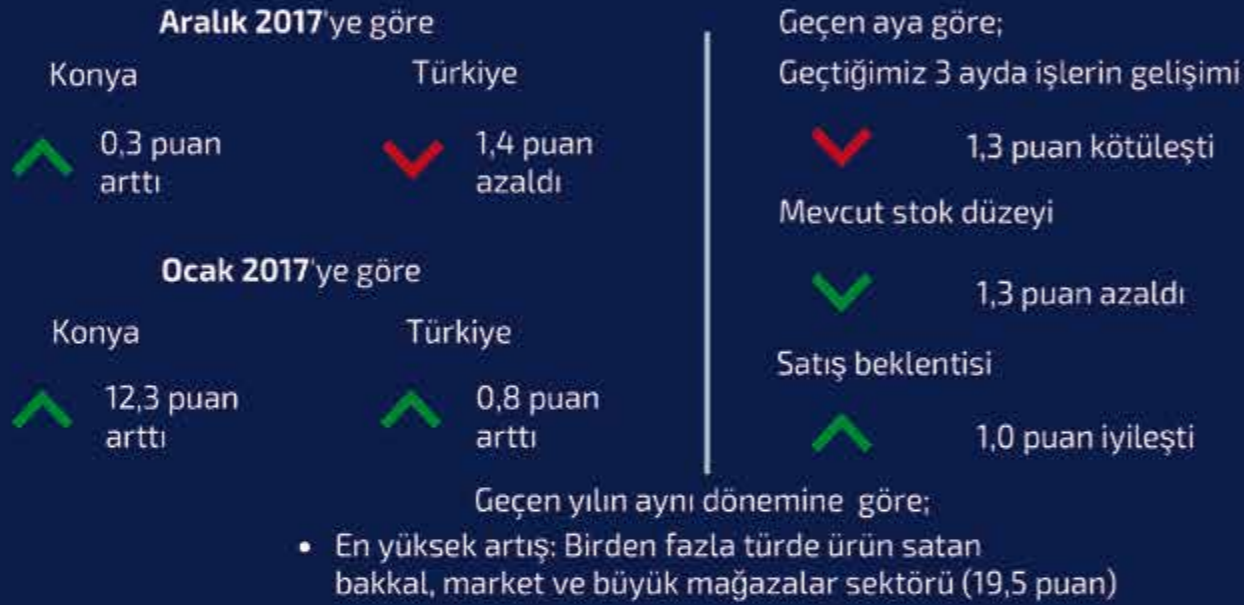 Aralık 2017'ye göre
Konya
Türkiye
0,3 puan
arttı
1,4 puan
azaldı
Ocak 2017'ye göre
Konya
Türkiye
12,3 puan
arttı
0,8 puan
arttı
Geçen aya göre;
Geçtiğimiz 3 ayda işlerin gelişimi
1,3 puan kötüleşti
Mevcut stok düzeyi
1,3 puan azaldı
Satış beklentisi
1,0 puan iyileşti
Geçen yılın aynı dönemine göre;
• En yüksek artış: Birden fazla türde ürün satan
bakkal, market ve büyük mağazalar sektörü (19,5 puan)